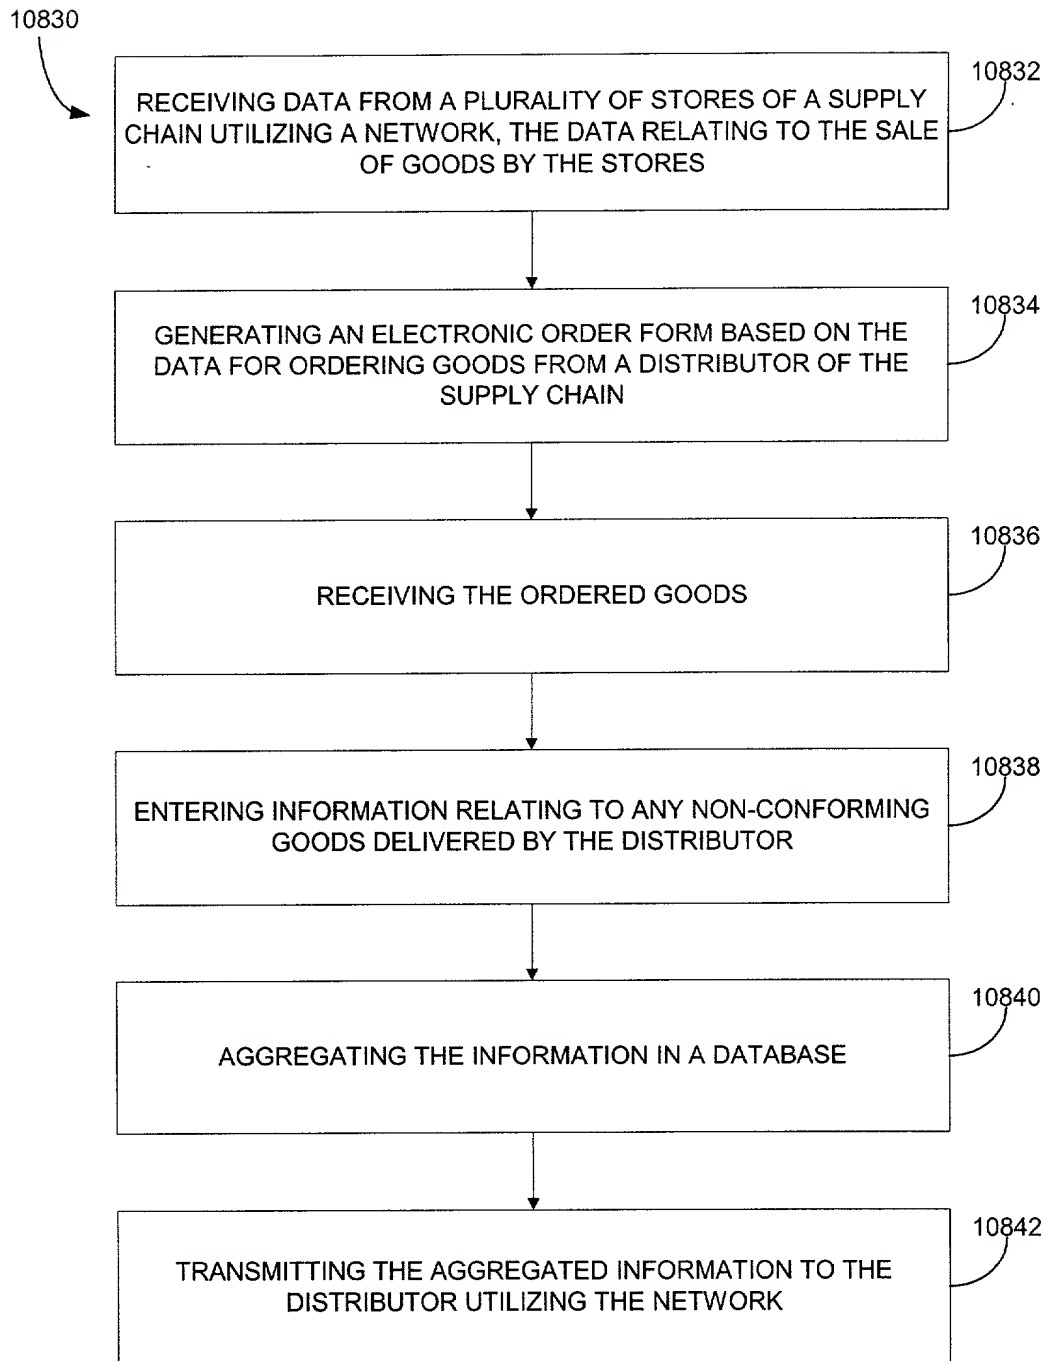 10830
10832
RECEIVING DATA FROM A PLURALITY OF STORES OF A SUPPLY
CHAIN UTILIZING A NETWORK, THE DATA RELATING TO THE SALE
OF GOODS BY THE STORES
10834
GENERATING AN ELECTRONIC ORDER FORM BASED ON THE
DATA FOR ORDERING GOODS FROM A DISTRIBUTOR OF THE
SUPPLY CHAIN
10836
RECEIVING THE ORDERED GOODS
10838
ENTERING INFORMATION RELATING TO ANY NON-CONFORMING
GOODS DELIVERED BY THE DISTRIBUTOR
10840
AGGREGATING THE INFORMATION IN A DATABASE
10842
TRANSMITTING THE AGGREGATED INFORMATION TO THE
DISTRIBUTOR UTILIZING THE NETWORK